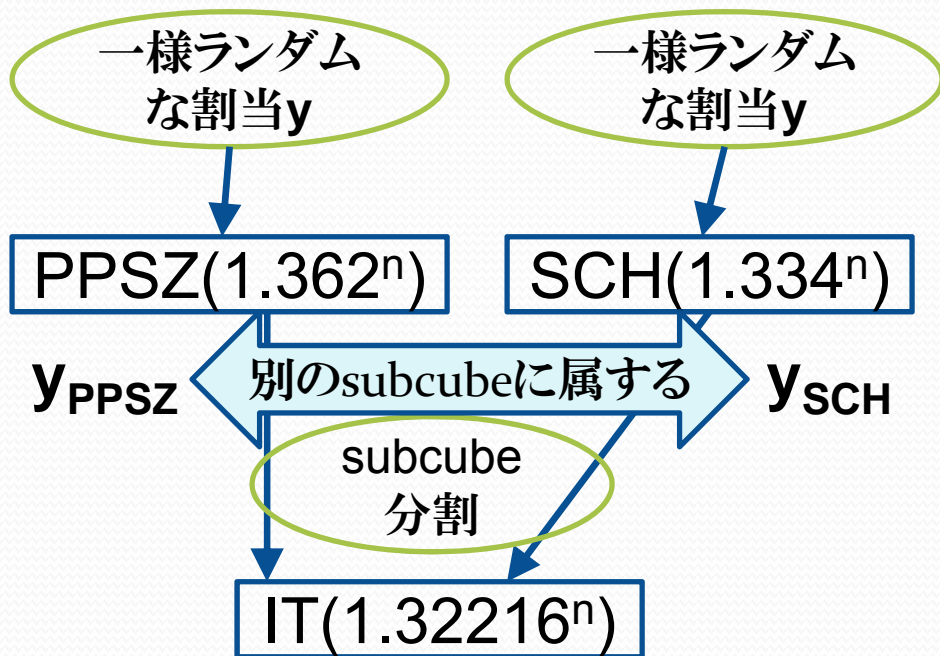 一様ランダム
な割当y
一様ランダム
な割当y
PPSZ(1.362ⁿ)
SCH(1.334ⁿ)
yPPSZ
別のsubcubeに属する
ySCH
subcube
分割
IT(1.32216ⁿ)